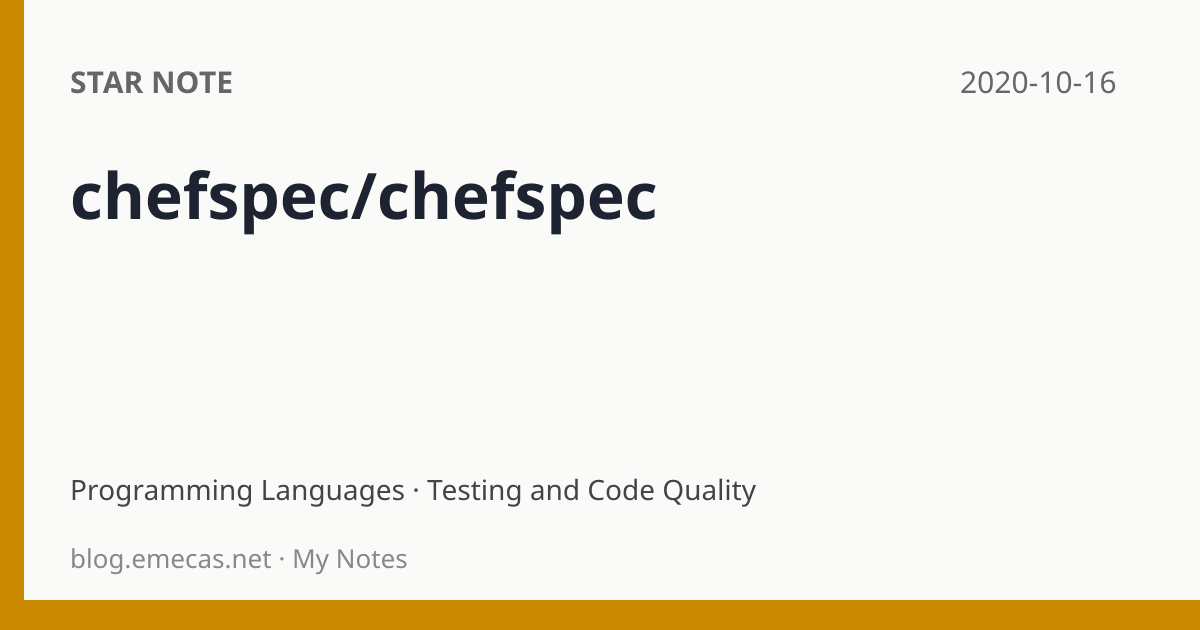 STAR NOTE
2020-10-16
chefspec/chefspec
Programming Languages · Testing and Code Quality
blog.emecas.net · My Notes